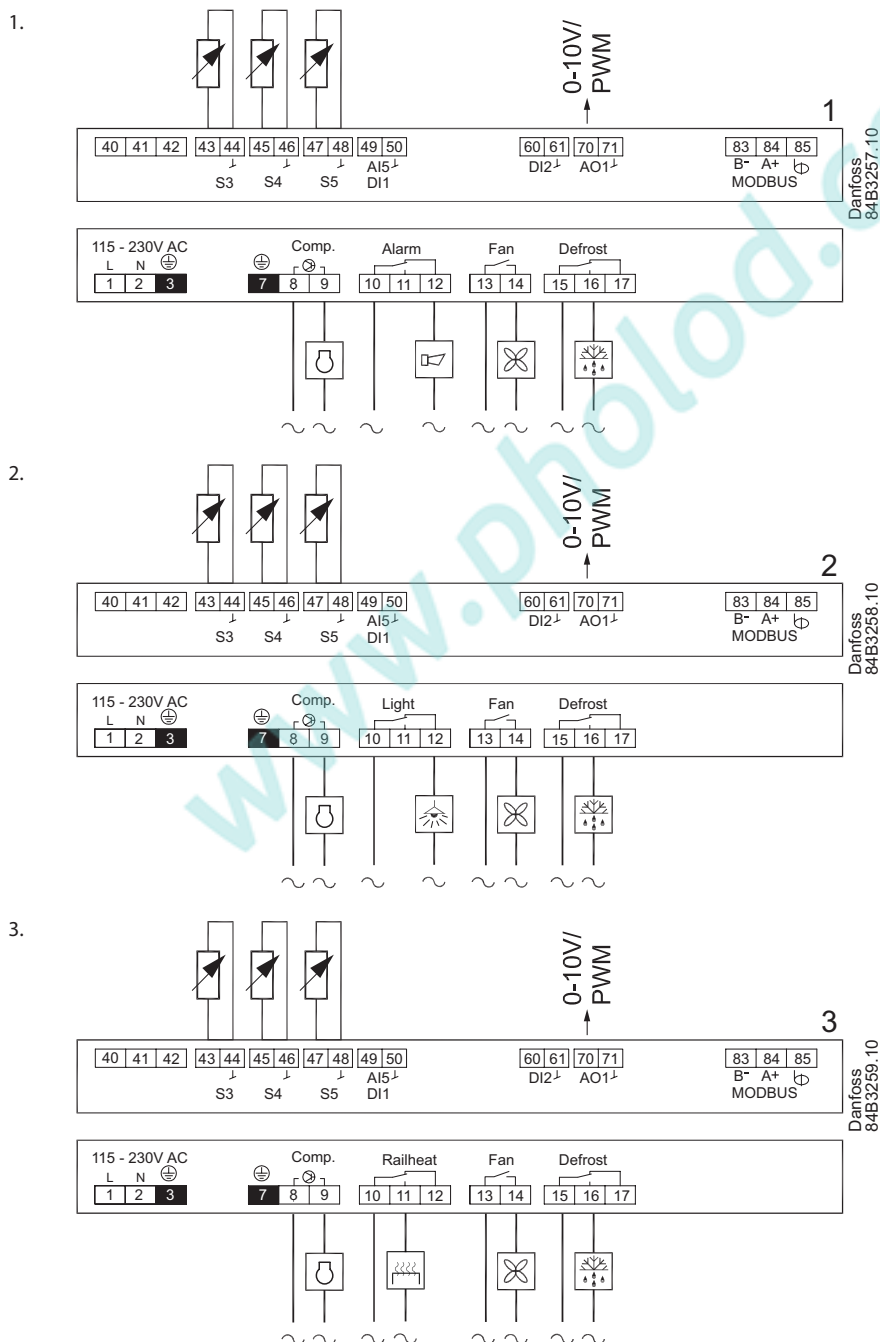 1.
0-10V/
PWM
1
40 41 42 43 44 45 46 47 48 49 50 60 61 70 71 83 84 85
S3 S4 S5 AI5 DI2 AO1 B- A+
DI1 MODBUS
Danfoss
84B3257.10
115 - 230V AC Comp. Alarm Fan Defrost
L N
1 2 3 7 8 9 10 11 12 13 14 15 16 17
2.
0-10V/
PWM
2
40 41 42 43 44 45 46 47 48 49 50 60 61 70 71 83 84 85
S3 S4 S5 AI5 DI2 AO1 B- A+
DI1 MODBUS
Danfoss
84B3258.10
115 - 230V AC Comp. Light Fan Defrost
L N
1 2 3 7 8 9 10 11 12 13 14 15 16 17
3.
0-10V/
PWM
3
40 41 42 43 44 45 46 47 48 49 50 60 61 70 71 83 84 85
S3 S4 S5 AI5 DI2 AO1 B- A+
DI1 MODBUS
Danfoss
84B3259.10
115 - 230V AC Comp. Railheat Fan Defrost
L N
1 2 3 7 8 9 10 11 12 13 14 15 16 17
www.pholod.c